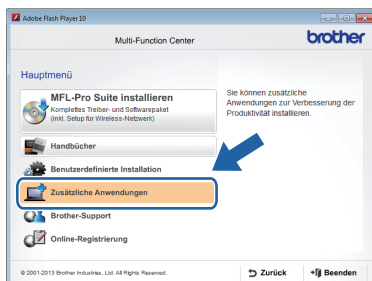 Adobe Flash Player 10
Multi-Function Center
brother
Hauptmenü
MFL-Pro Suite installieren
Komplettes Treiber- und Softwarepaket
(inkl. Setup für Wireless-Netzwerk)
Handbücher
Benutzerdefinierte Installation
Zusätzliche Anwendungen
Brother-Support
Online-Registrierung
Sie können zusätzliche
Anwendungen zur Verbesserung der
Produktivität installieren.
© 2001-2013 Brother Industries, Ltd. All Rights Reserved.
Zurück
Beenden